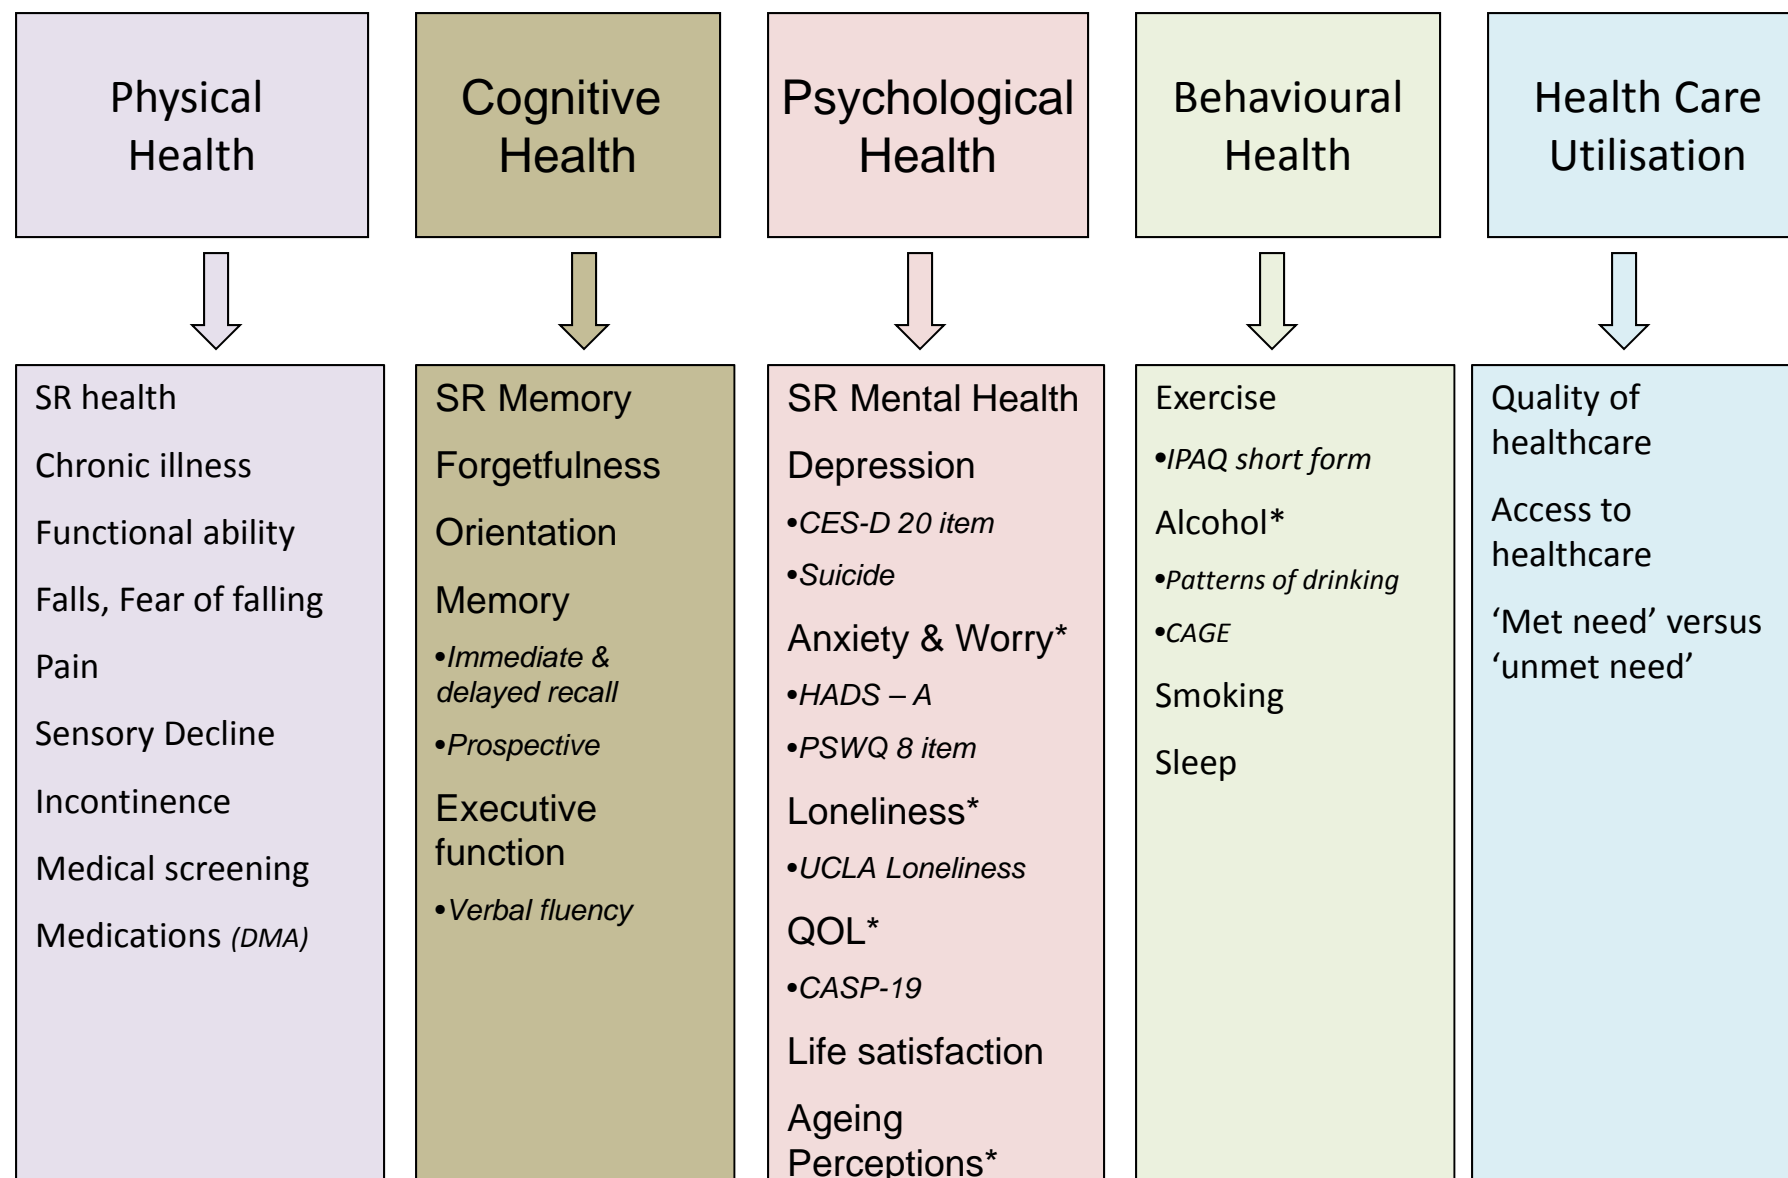 Physical
Health
Cognitive
Health
Psychological
Health
Behavioural
Health
Health Care
Utilisation
SR health
Chronic illness
Functional ability
Falls, Fear of falling
Pain
Sensory Decline
Incontinence
Medical screening
Medications (DMA)
SR Memory
Forgetfulness
Orientation
Memory
•Immediate &
delayed recall
•Prospective
Executive
function
•Verbal fluency
SR Mental Health
Depression
•CES-D 20 item
•Suicide
Anxiety & Worry*
•HADS – A
•PSWQ 8 item
Loneliness*
•UCLA Loneliness
QOL*
•CASP-19
Life satisfaction
Ageing
Perceptions*
Exercise
•IPAQ short form
Alcohol*
•Patterns of drinking
•CAGE
Smoking
Sleep
Quality of
healthcare
Access to
healthcare
‘Met need’ versus
‘unmet need’